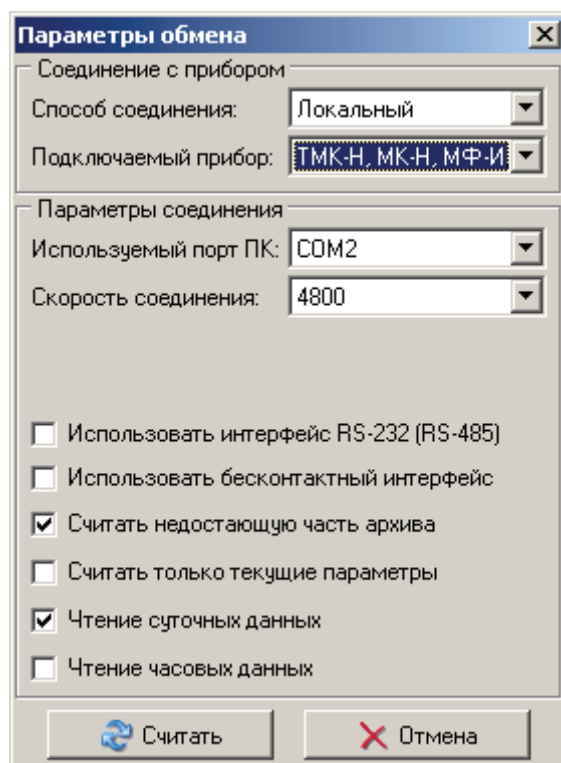 Параметры обмена
Соединение с прибором
Способ соединения: Локальный
Подключаемый прибор: ТМК-Н, МК-Н, МФ-И
Параметры соединения
Используемый порт ПК: COM2
Скорость соединения: 4800
Использовать интерфейс RS-232 (RS-485)
Использовать бесконтактный интерфейс
Считать недостающую часть архива
Считать только текущие параметры
Чтение суточных данных
Чтение часовых данных
Считать Отмена